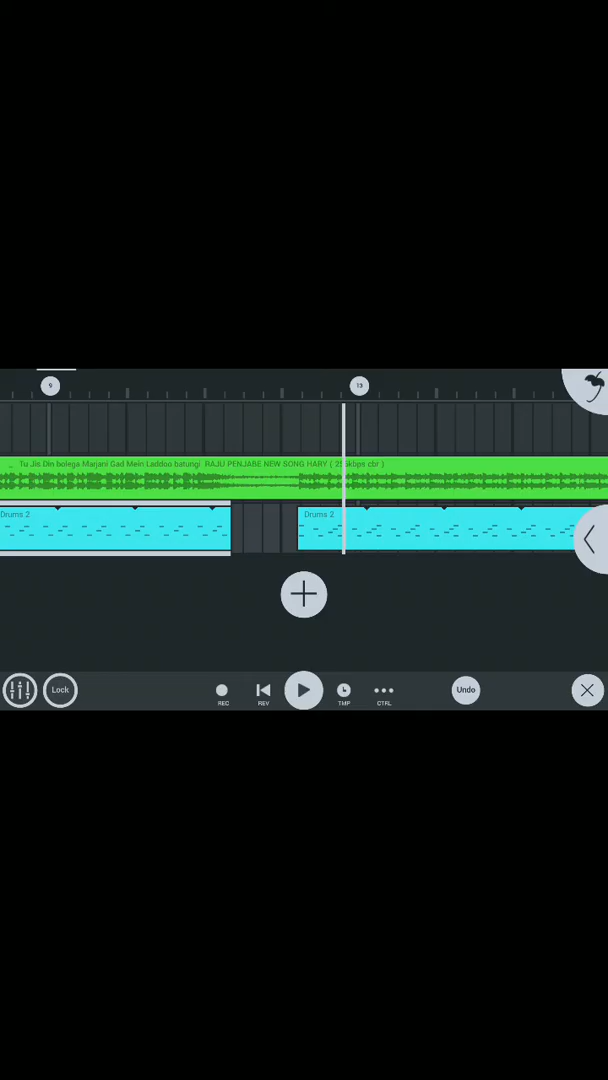 9
13
_ Tu Jis Din bolega Marjani Gad Mein Laddoo batungi RAJU PENJABE NEW SONG HARY ( 256kbps cbr )
Drums 2
Drums 2
Lock
REC
REV
TMP
CTRL
Undo